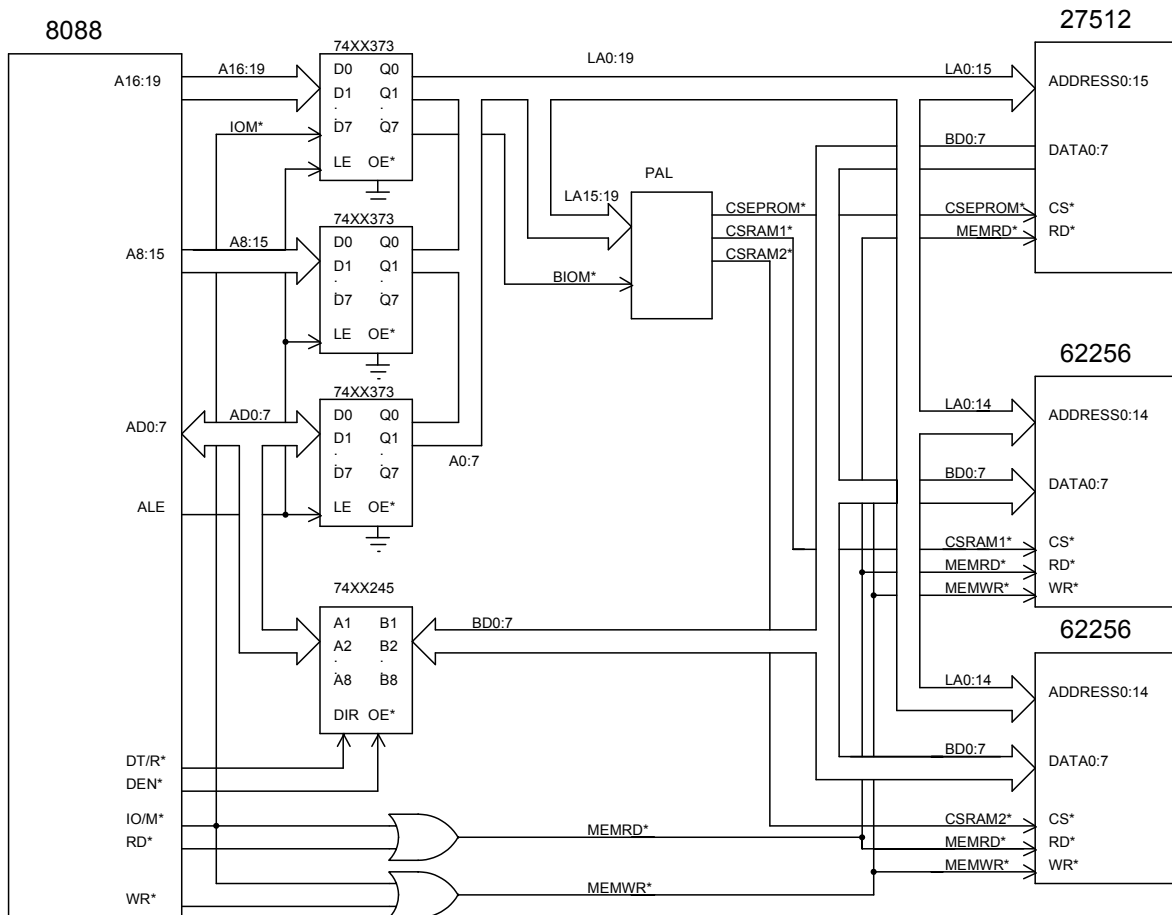 8088
27512
74XX373
A16:19
A16:19
D0 Q0
D1 Q1
. .
. .
D7 Q7
LE OE*
IOM*
LA0:19
LA0:15
ADDRESS0:15
BD0:7
DATA0:7
CSEPROM*
CS*
MEMRD*
RD*
PAL
LA15:19
CSEPROM*
CSRAM1*
CSRAM2*
BIOM*
74XX373
A8:15
A8:15
D0 Q0
D1 Q1
. .
. .
D7 Q7
LE OE*
62256
LA0:14
ADDRESS0:14
BD0:7
DATA0:7
CSRAM1*
CS*
MEMRD*
RD*
MEMWR*
WR*
74XX373
AD0:7
AD0:7
D0 Q0
D1 Q1
. .
. .
D7 Q7
LE OE*
A0:7
ALE
74XX245
A1 B1
A2 B2
. .
. .
A8 B8
DIR OE*
BD0:7
62256
LA0:14
ADDRESS0:14
BD0:7
DATA0:7
CSRAM2*
CS*
MEMRD*
RD*
MEMWR*
WR*
DT/R*
DEN*
IO/M*
RD*
MEMRD*
WR*
MEMWR*